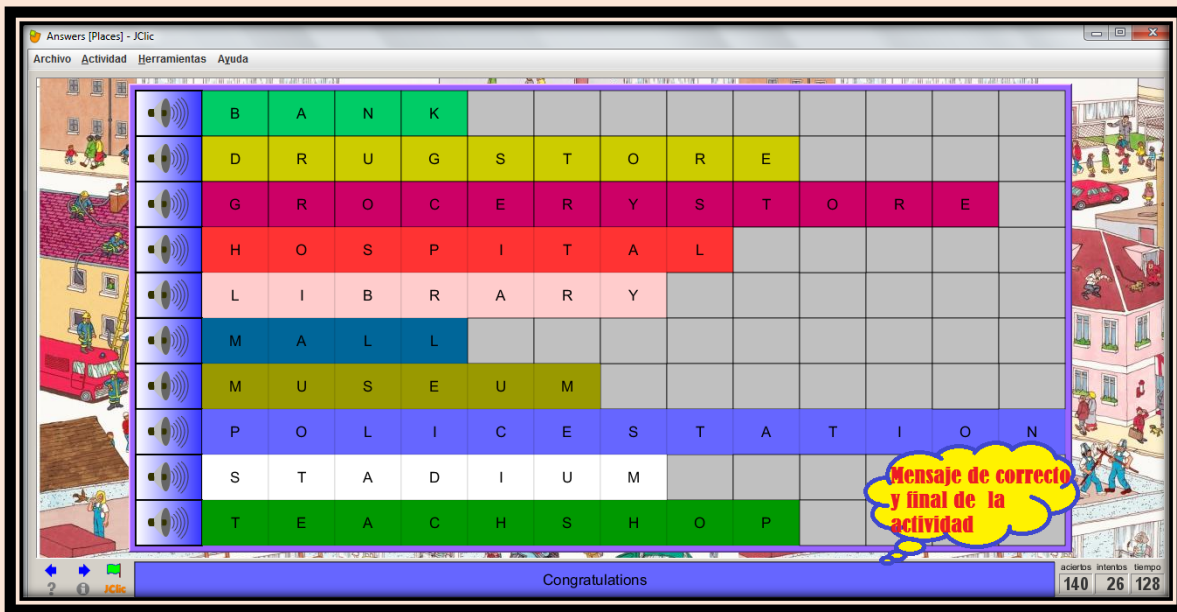 Answers [Places] - JClic
Archivo Actividad Herramientas Ayuda
B A N K
D R U G S T O R E
G R O C E R Y S T O R E
H O S P I T A L
L I B R A R Y
M A L L
M U S E U M
P O L I C E S T A T I O N
S T A D I U M
T E A C H S H O P
Mensaje de correcto
y final de la
actividad
Congratulations
aciertos intentos tiempo
140 26 128
JClic